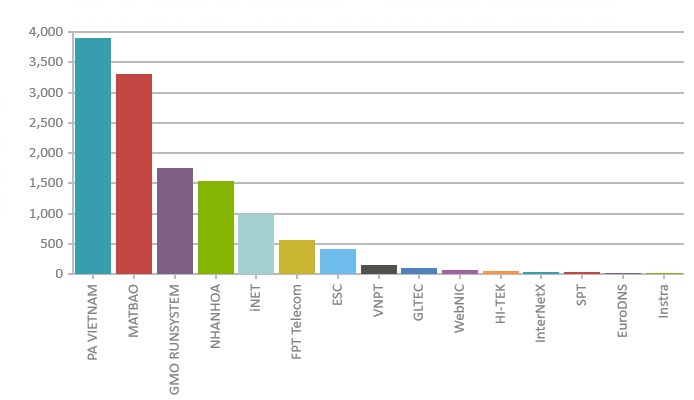 4,000
3,500
3,000
2,500
2,000
1,500
1,000
500
0
PA VIETNAM
MATBAO
GMO RUNSYSTEM
NHANHOA
iNET
FPT Telecom
ESC
VNPT
GLTEC
WebNIC
HI-TEK
InterNetX
SPT
EuroDNS
Instra